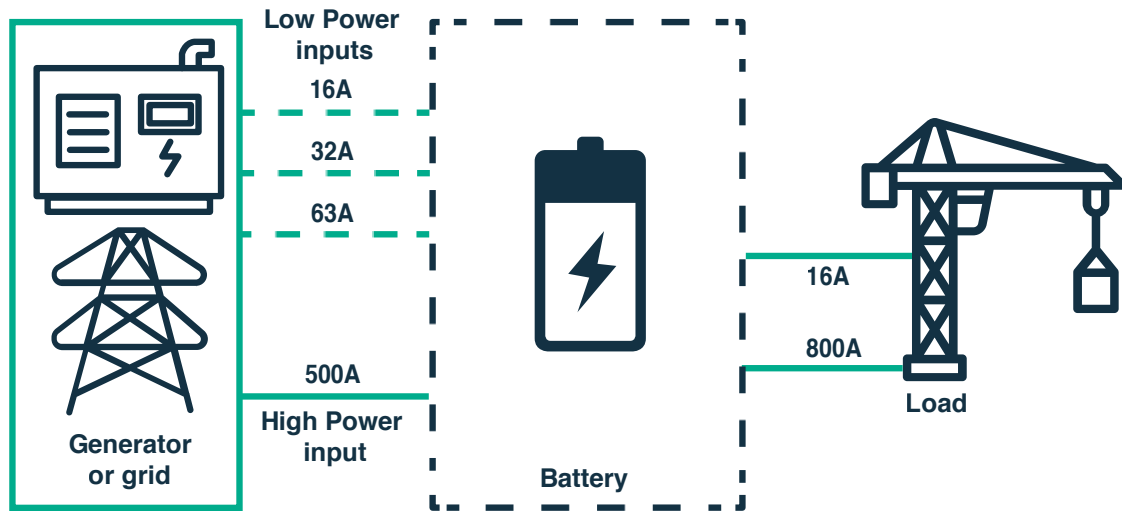 Low Power
inputs
16A
32A
63A
500A
High Power
input
Generator
or grid
Battery
16A
800A
Load